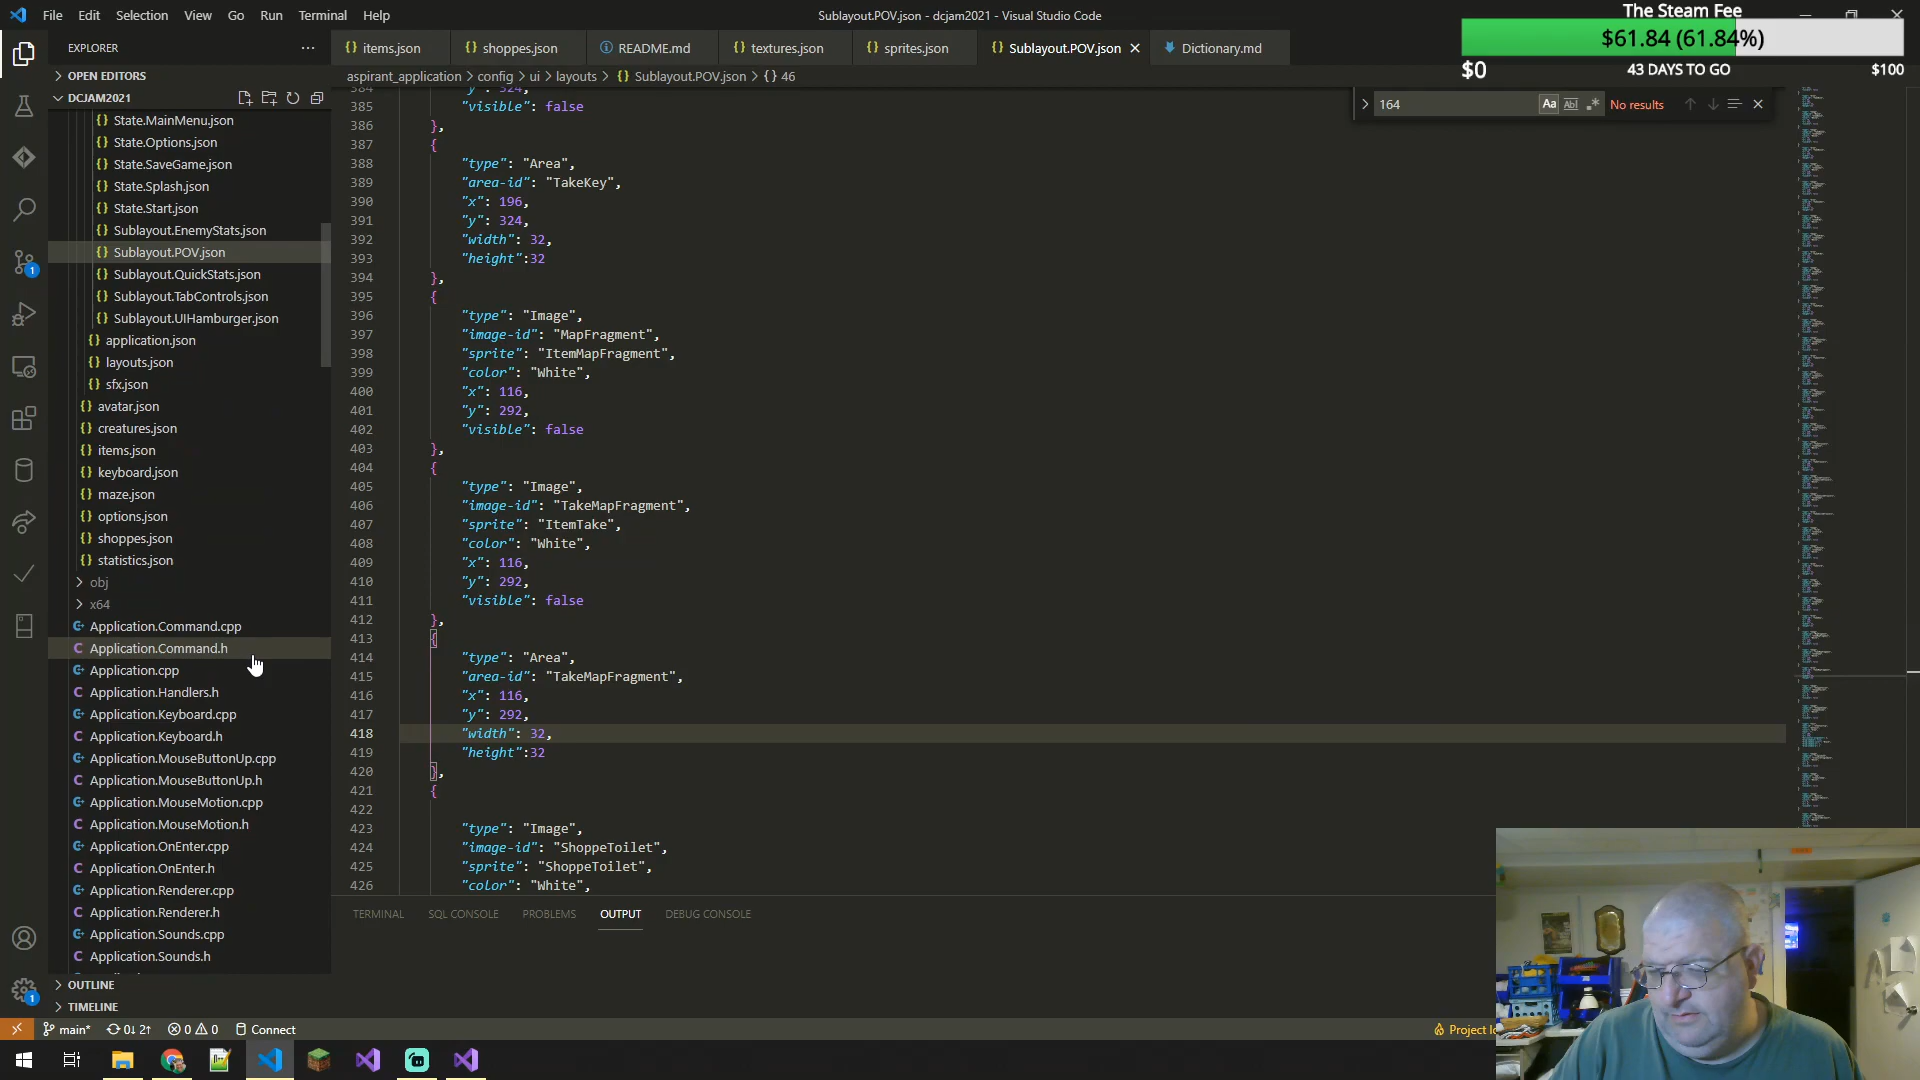 File Edit Selection View Go Run Terminal Help
Sublayout.POV.json - dcjam2021 - Visual Studio Code
The Steam Fee
$61.84 (61.84%)
$0 43 DAYS TO GO $100
EXPLORER
items.json shoppes.json README.md textures.json sprites.json Sublayout.POV.json Dictionary.md
OPEN EDITORS
aspirant_application > config > ui > layouts > Sublayout.POV.json > {} 46
DCJAM2021
164 Aa Abl .* No results
State.MainMenu.json
State.Options.json
State.SaveGame.json
State.Splash.json
State.Start.json
Sublayout.EnemyStats.json
Sublayout.POV.json
Sublayout.QuickStats.json
Sublayout.TabControls.json
Sublayout.UIHamburger.json
application.json
layouts.json
sfx.json
avatar.json
creatures.json
items.json
keyboard.json
maze.json
options.json
shoppes.json
statistics.json
obj
x64
Application.Command.cpp
Application.Command.h
Application.cpp
Application.Handlers.h
Application.Keyboard.cpp
Application.Keyboard.h
Application.MouseButtonUp.cpp
Application.MouseButtonUp.h
Application.MouseMotion.cpp
Application.MouseMotion.h
Application.OnEnter.cpp
Application.OnEnter.h
Application.Renderer.cpp
Application.Renderer.h
Application.Sounds.cpp
Application.Sounds.h
OUTLINE
TIMELINE
384 "y": 324,
385 "visible": false
386 },
387 {
388 "type": "Area",
389 "area-id": "TakeKey",
390 "x": 196,
391 "y": 324,
392 "width": 32,
393 "height":32
394 },
395 {
396 "type": "Image",
397 "image-id": "MapFragment",
398 "sprite": "ItemMapFragment",
399 "color": "White",
400 "x": 116,
401 "y": 292,
402 "visible": false
403 },
404 {
405 "type": "Image",
406 "image-id": "TakeMapFragment",
407 "sprite": "ItemTake",
408 "color": "White",
409 "x": 116,
410 "y": 292,
411 "visible": false
412 },
413 {
414 "type": "Area",
415 "area-id": "TakeMapFragment",
416 "x": 116,
417 "y": 292,
418 "width": 32,
419 "height":32
420 },
421 {
422
423 "type": "Image",
424 "image-id": "ShoppeToilet",
425 "sprite": "ShoppeToilet",
426 "color": "White",
TERMINAL SQL CONSOLE PROBLEMS OUTPUT DEBUG CONSOLE
1
1
main* 0↓ 2↑ 0 0 Connect